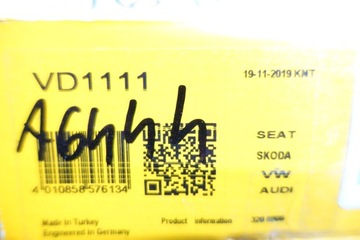 VD1111
19-11-2019 KNT
A6444
SEAT
SKODA
VW
AUDI
4 010858 576134
Made in Turkey
Engineered in Germany
Product information